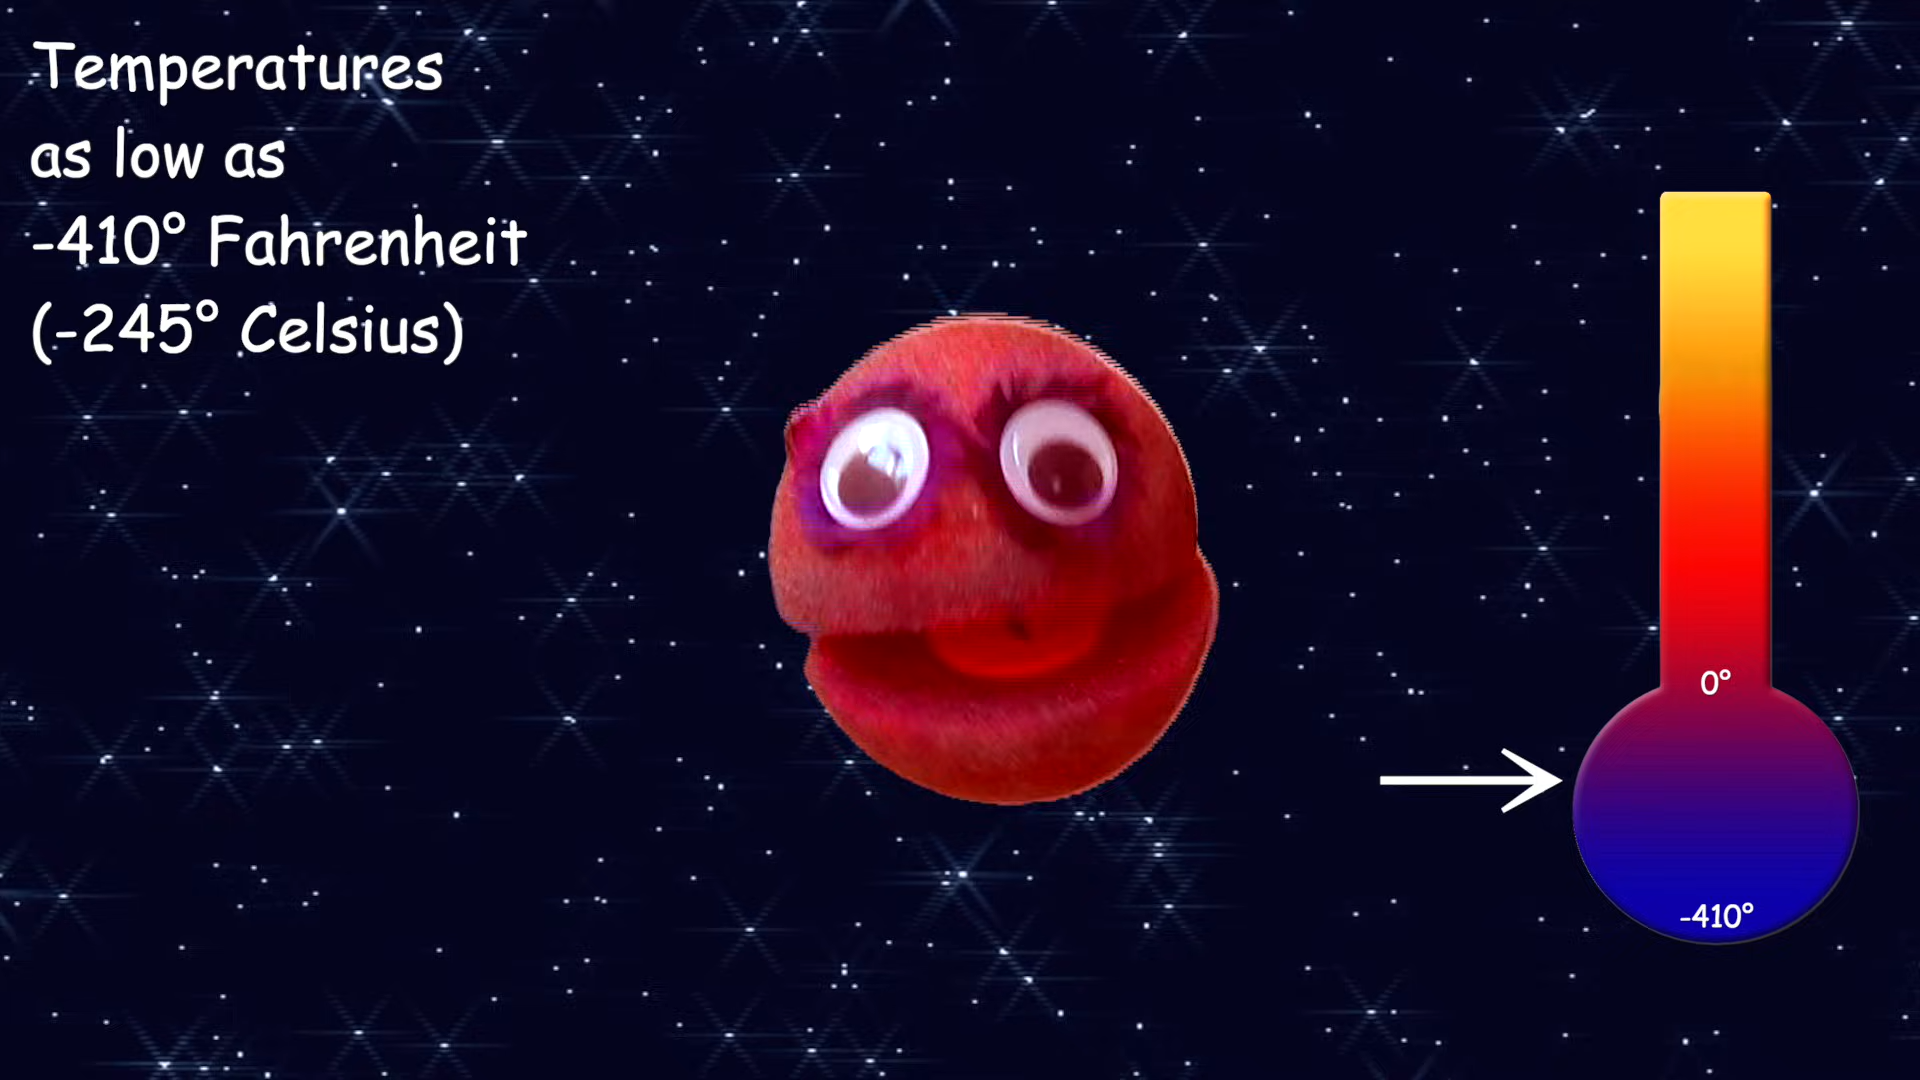 Temperatures
as low as
-410° Fahrenheit
(-245° Celsius)
0°
-410°